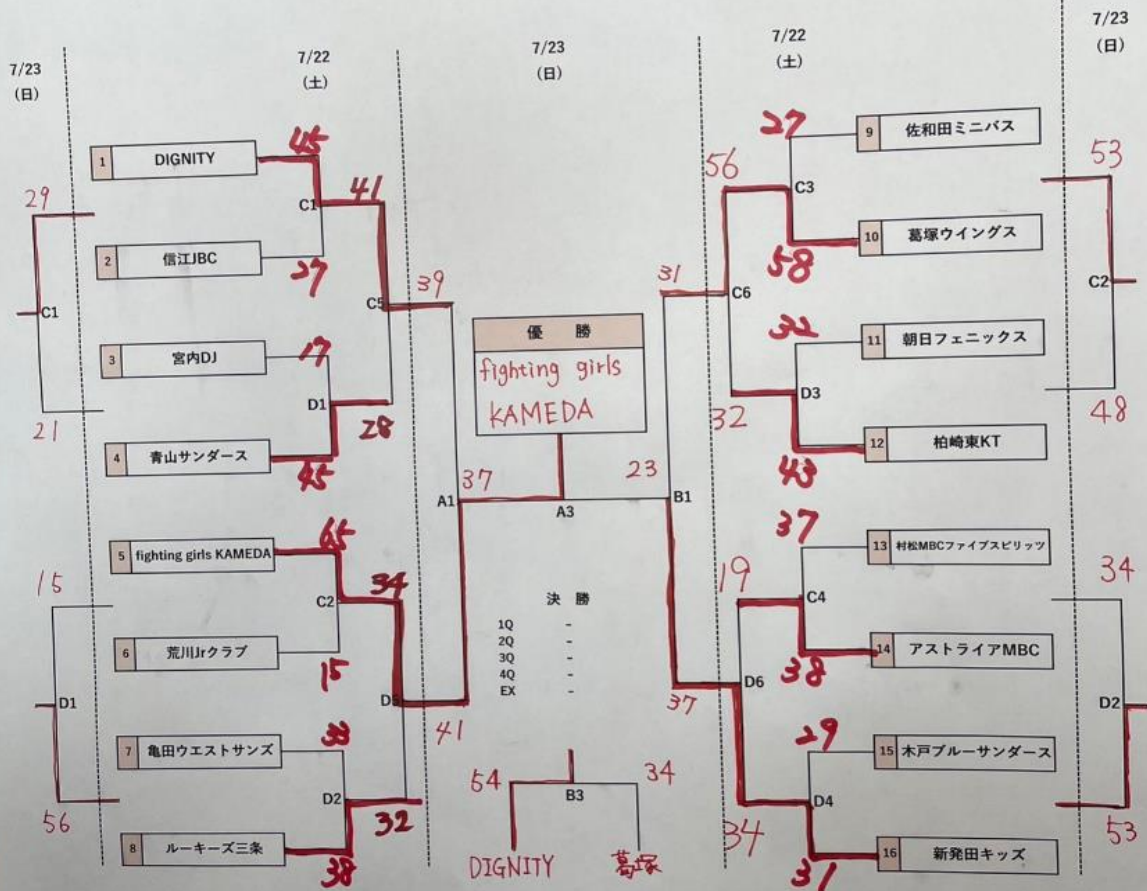 7/23
(日)
7/22
(土)
7/23
(日)
7/22
(土)
7/23
(日)
1 DIGNITY
45
C1
2 信江JBC
27
41
C5
3 宮内DJ
17
D1
4 青山サンダース
45
28
29
C1
21
5 fighting girls KAMEDA
65
C2
6 荒川Jrクラブ
15
34
D5
7 亀田ウエストサンズ
33
D2
8 ルーキーズ三条
38
32
15
D1
56
39
A1
41
37
優 勝
fighting girls
KAMEDA
A3
23
31
B1
37
決 勝
1Q -
2Q -
3Q -
4Q -
EX -
54
B3
34
DIGNITY
葛塚
27
9 佐和田ミニバス
C3
58
10 葛塚ウイングス
56
C6
32
32
11 朝日フェニックス
D3
43
12 柏崎東KT
37
13 村松MBCファイブスピリッツ
C4
38
14 アストライアMBC
19
D6
34
29
15 木戸ブルーサンダース
D4
31
16 新発田キッズ
53
C2
48
34
D2
53